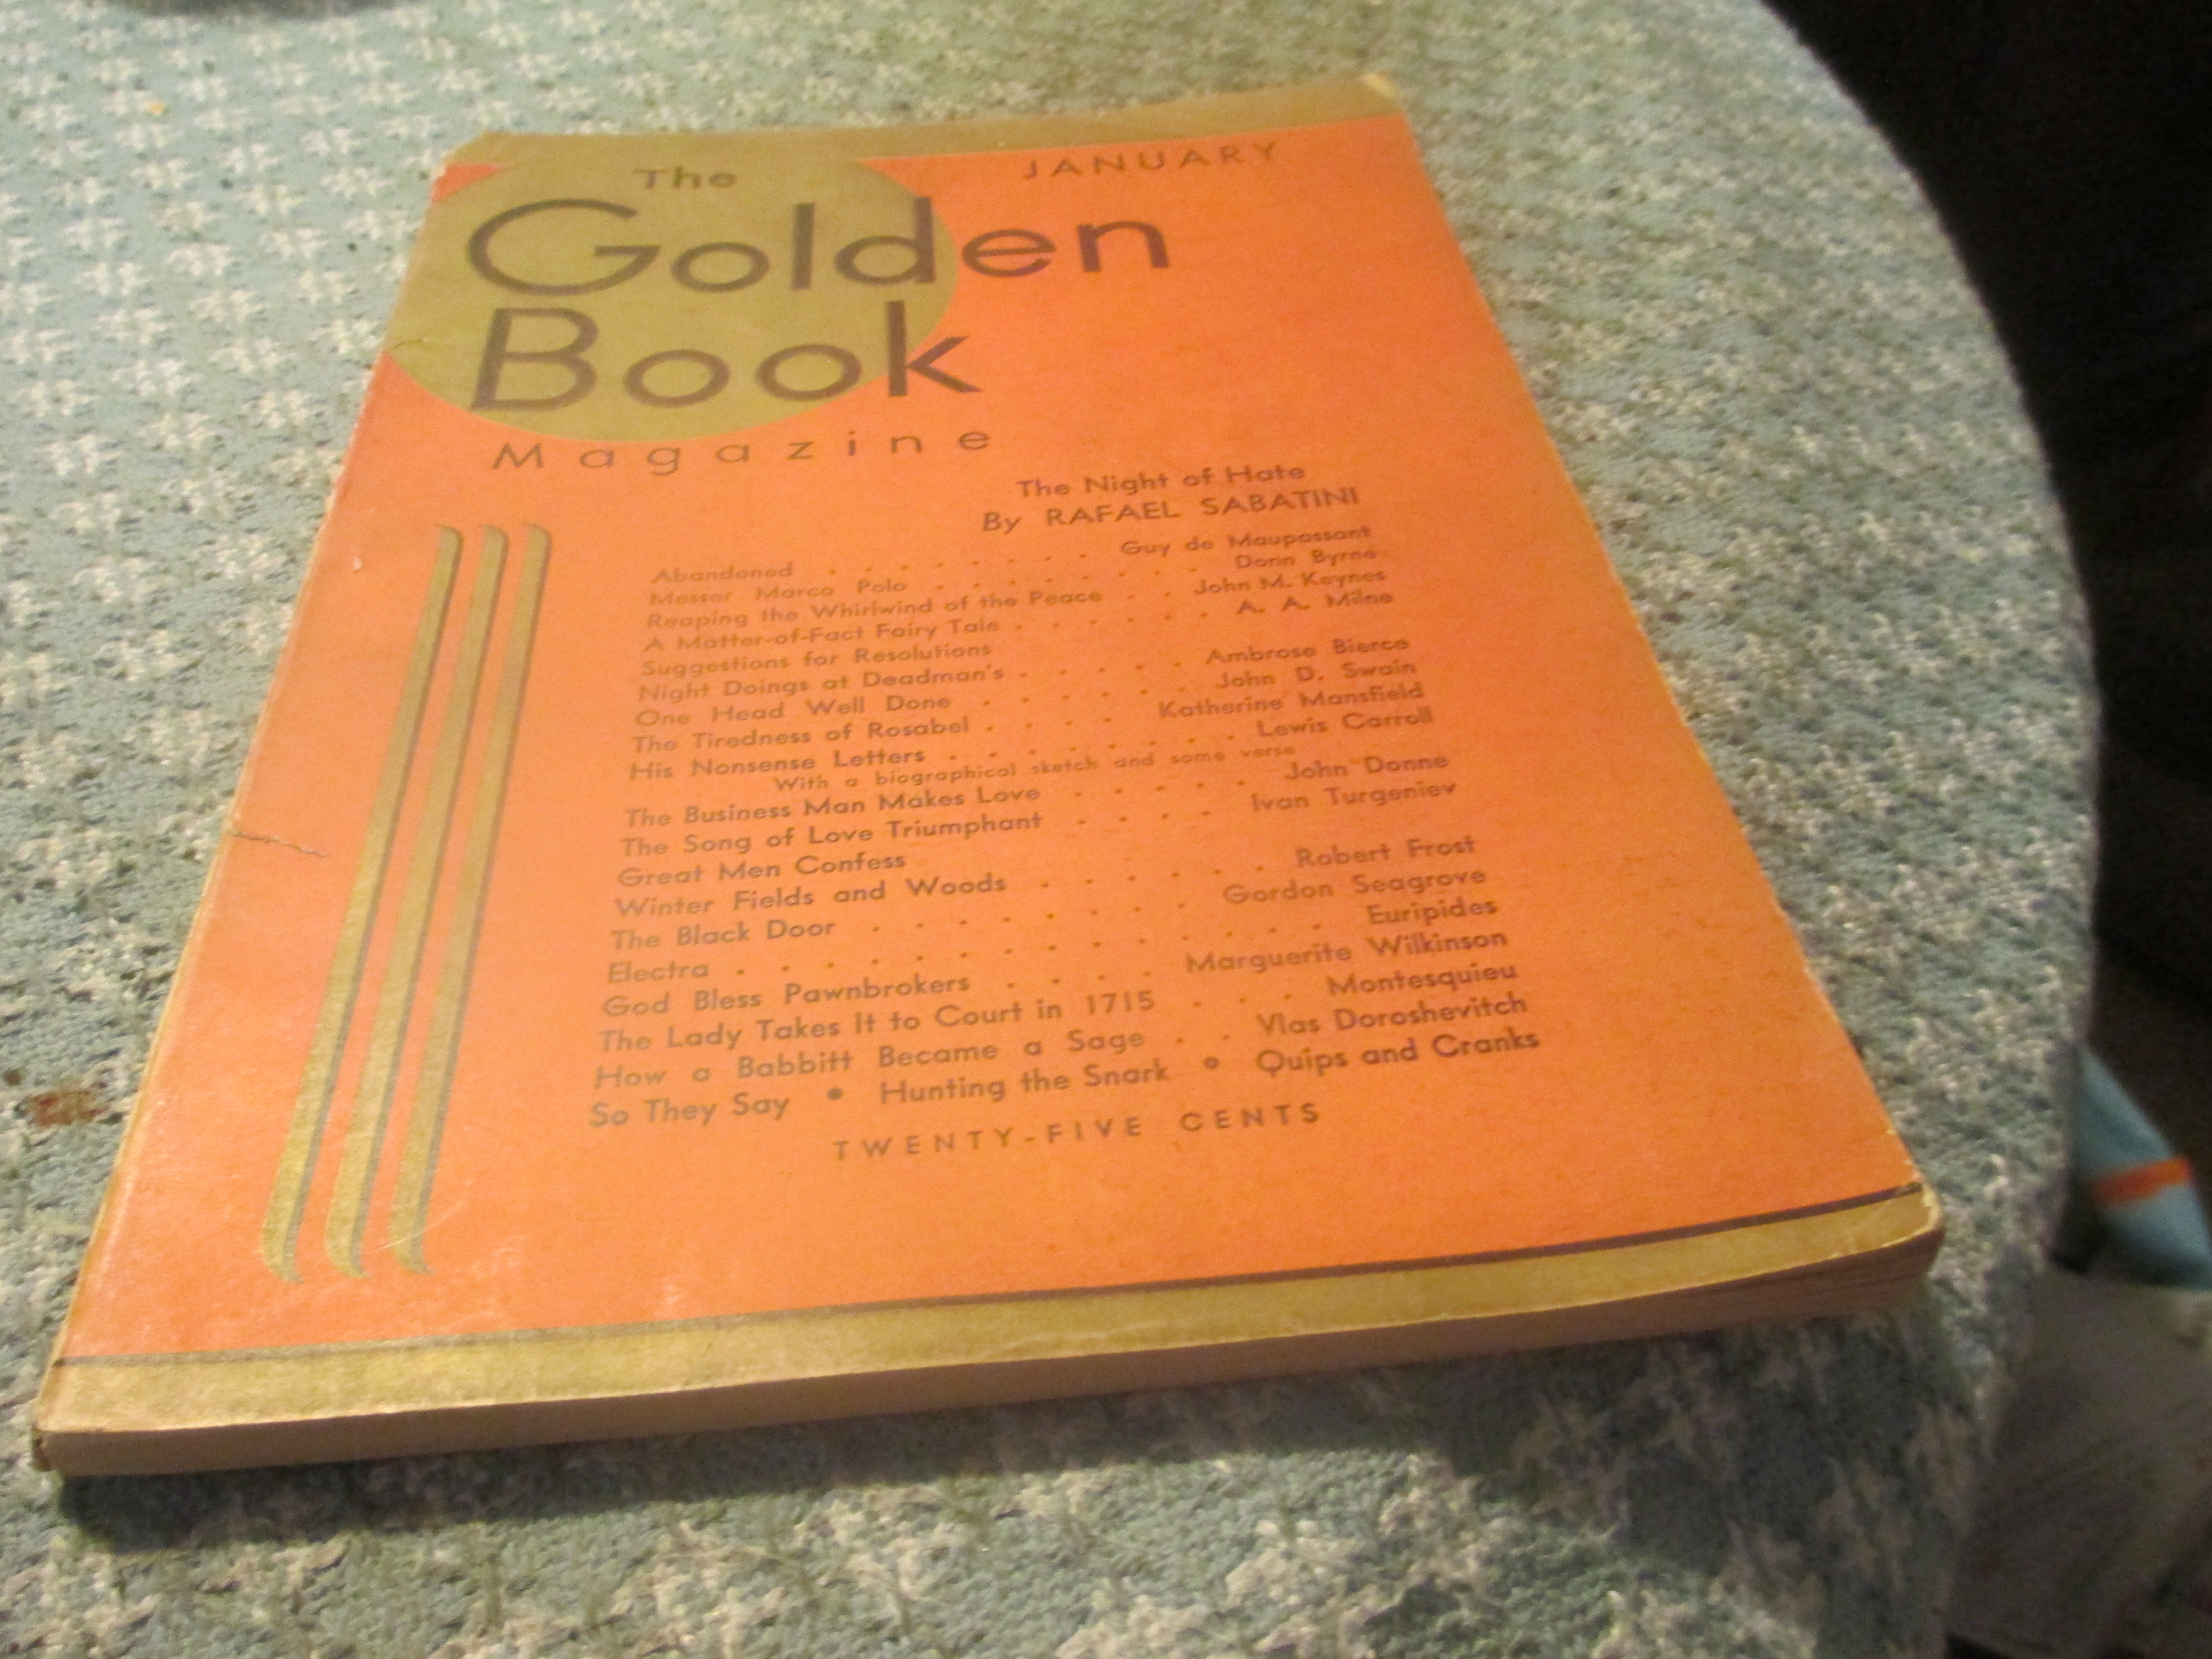 The
JANUARY
Golden
Book
Magazine
The Night of Hate
By RAFAEL SABATINI
Abandoned . . . . . . . . Guy de Maupassant
Messer Marco Polo . . . . . . . . Donn Byrne
Reaping the Whirlwind of the Peace . . John M. Keynes
A Matter-of-Fact Fairy Tale . . . . . . A. A. Milne
Suggestions for Resolutions
Night Doings at Deadman's . . . . . Ambrose Bierce
One Head Well Done . . . . . . John D. Swain
The Tiredness of Rosabel . . . . Katherine Mansfield
His Nonsense Letters . . . . . . . . Lewis Carroll
With a biographical sketch and some verse
The Business Man Makes Love . . . . . John Donne
The Song of Love Triumphant . . . . Ivan Turgeniev
Great Men Confess
Winter Fields and Woods . . . . . . Robert Frost
The Black Door . . . . . . . Gordon Seagrove
Electra . . . . . . . . . . . . . Euripides
God Bless Pawnbrokers . . . . Marguerite Wilkinson
The Lady Takes It to Court in 1715 . . . Montesquieu
How a Babbitt Became a Sage . . Vlas Doroshevitch
So They Say • Hunting the Snark • Quips and Cranks
TWENTY-FIVE CENTS